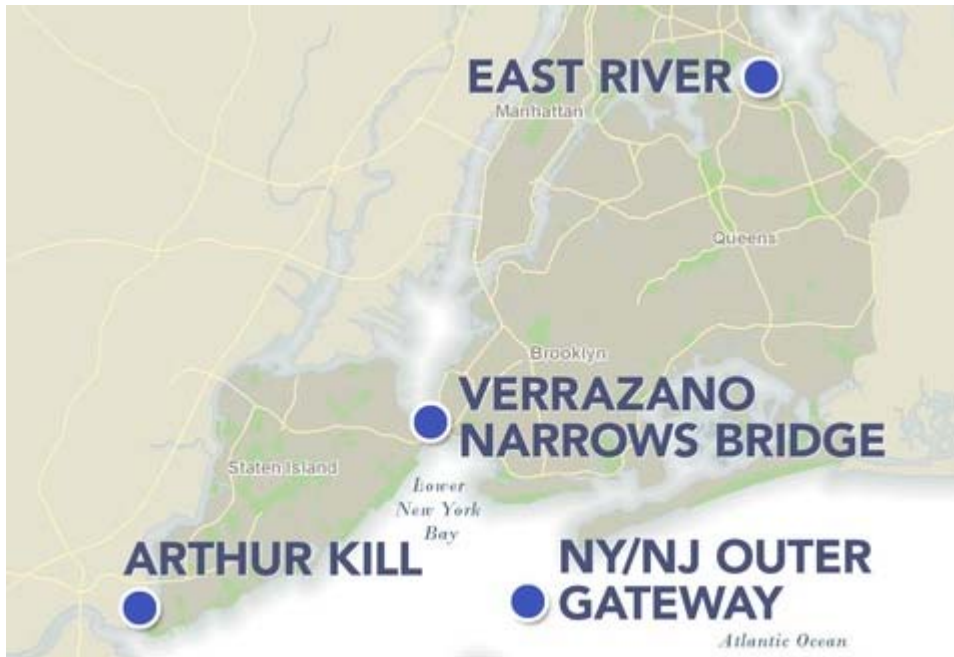 EAST RIVER
Manhattan
Queens
Brooklyn
VERRAZANO
NARROWS BRIDGE
Staten Island
Lower
New York
Bay
ARTHUR KILL
NY/NJ OUTER
GATEWAY
Atlantic Ocean